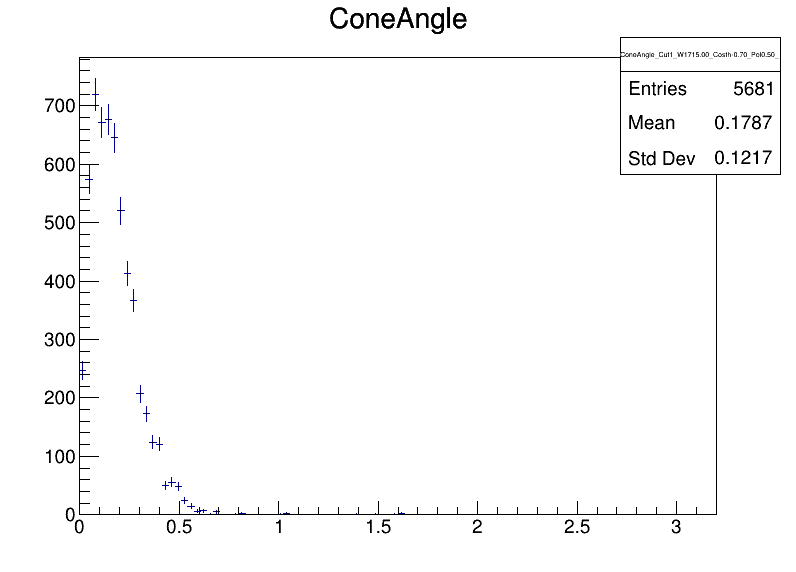 ConeAngle
ConeAngle_Cut1_W1715.00_Costh-0.70_Pol0.50_
Entries 5681
Mean 0.1787
Std Dev 0.1217
700
600
500
400
300
200
100
0
0 0.5 1 1.5 2 2.5 3